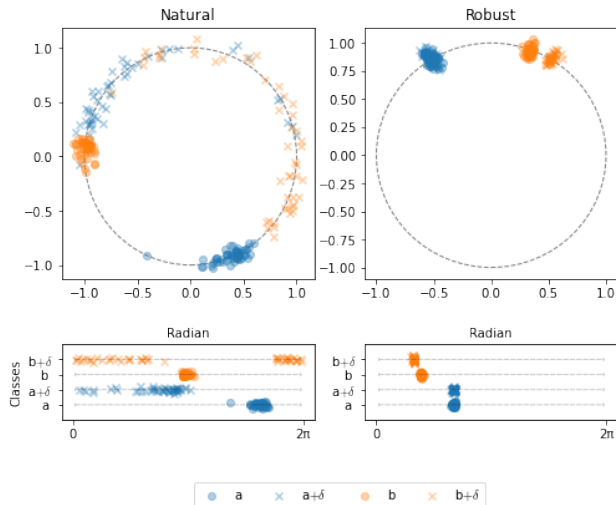 Natural
Robust
1.0
0.5
0.0
−0.5
−1.0
−1.0
−0.5
0.0
0.5
1.0
1.00
0.75
0.50
0.25
0.00
−0.25
−0.50
−0.75
−1.00
−1.0
−0.5
0.0
0.5
1.0
Radian
Radian
Classes
b+δ
b
a+δ
a
0
2π
b+δ
b
a+δ
a
0
2π
a
a+δ
b
b+δ